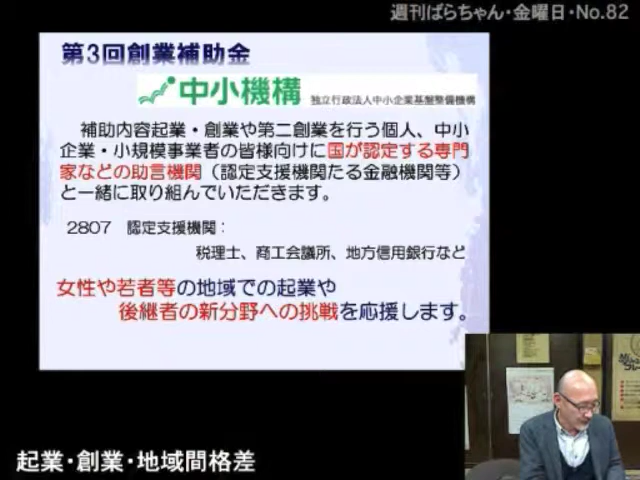 週刊ばらちゃん・金曜日・No.82
第3回創業補助金
中小機構 独立行政法人中小企業基盤整備機構
補助内容起業・創業や第二創業を行う個人、中小
企業・小規模事業者の皆様向けに国が認定する専門
家などの助言機関（認定支援機関たる金融機関等）
と一緒に取り組んでいただきます。
2807 認定支援機関：
税理士、商工会議所、地方信用銀行など
女性や若者等の地域での起業や
後継者の新分野への挑戦を応援します。
起業・創業・地域間格差